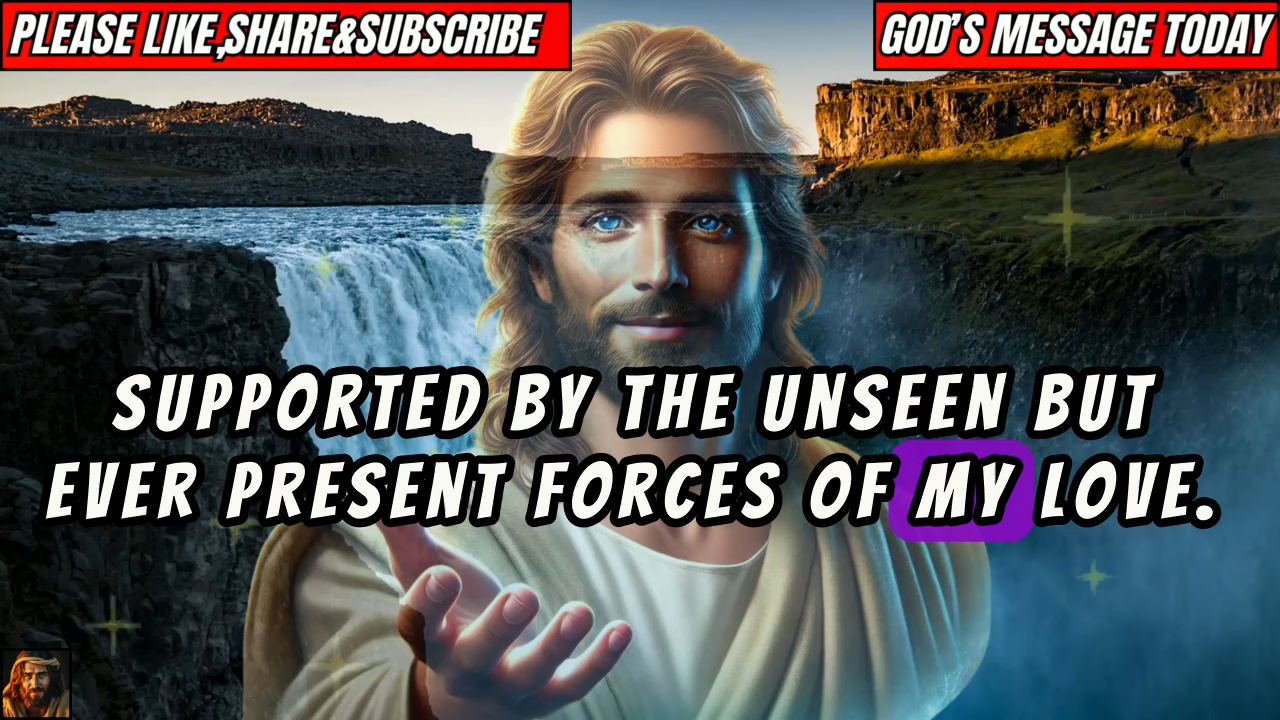 PLEASE LIKE,SHARE&SUBSCRIBE
GOD'S MESSAGE TODAY
SUPPORTED BY THE UNSEEN BUT
EVER PRESENT FORCES OF MY LOVE.